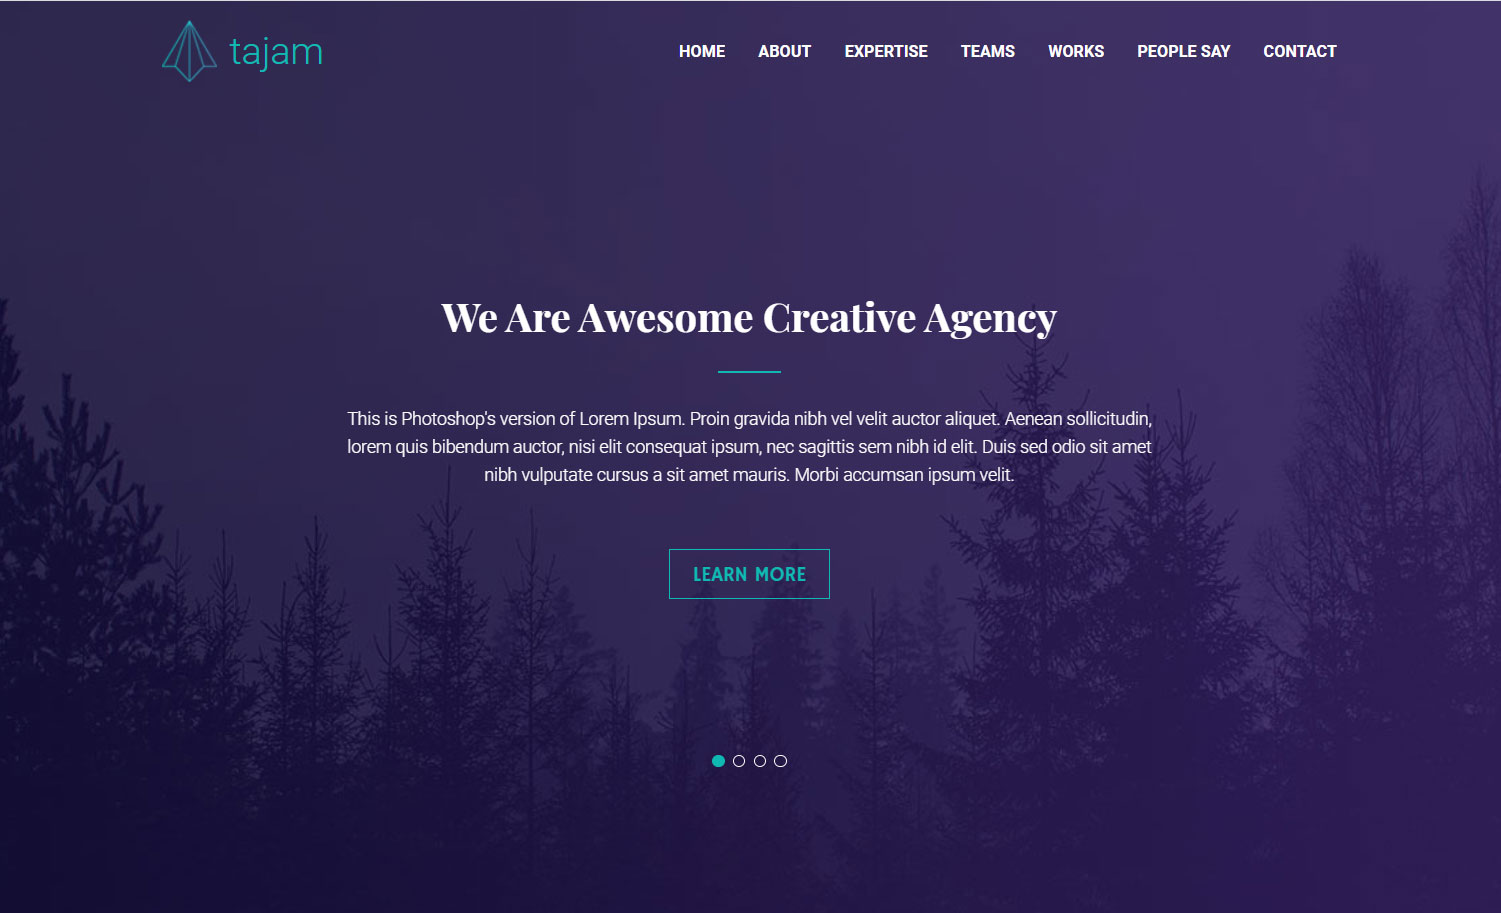 tajam
HOME ABOUT EXPERTISE TEAMS WORKS PEOPLE SAY CONTACT
We Are Awesome Creative Agency
This is Photoshop's version of Lorem Ipsum. Proin gravida nibh vel velit auctor aliquet. Aenean sollicitudin,
lorem quis bibendum auctor, nisi elit consequat ipsum, nec sagittis sem nibh id elit. Duis sed odio sit amet
nibh vulputate cursus a sit amet mauris. Morbi accumsan ipsum velit.
LEARN MORE